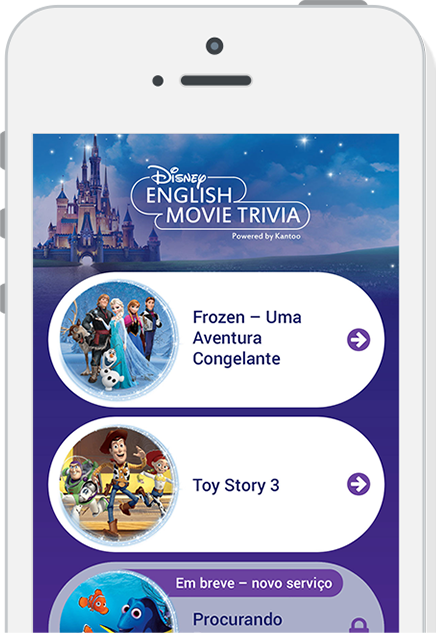 Disney
ENGLISH
MOVIE TRIVIA
Powered by Kantoo
Frozen – Uma
Aventura
Congelante
Toy Story 3
Em breve – novo serviço
Procurando